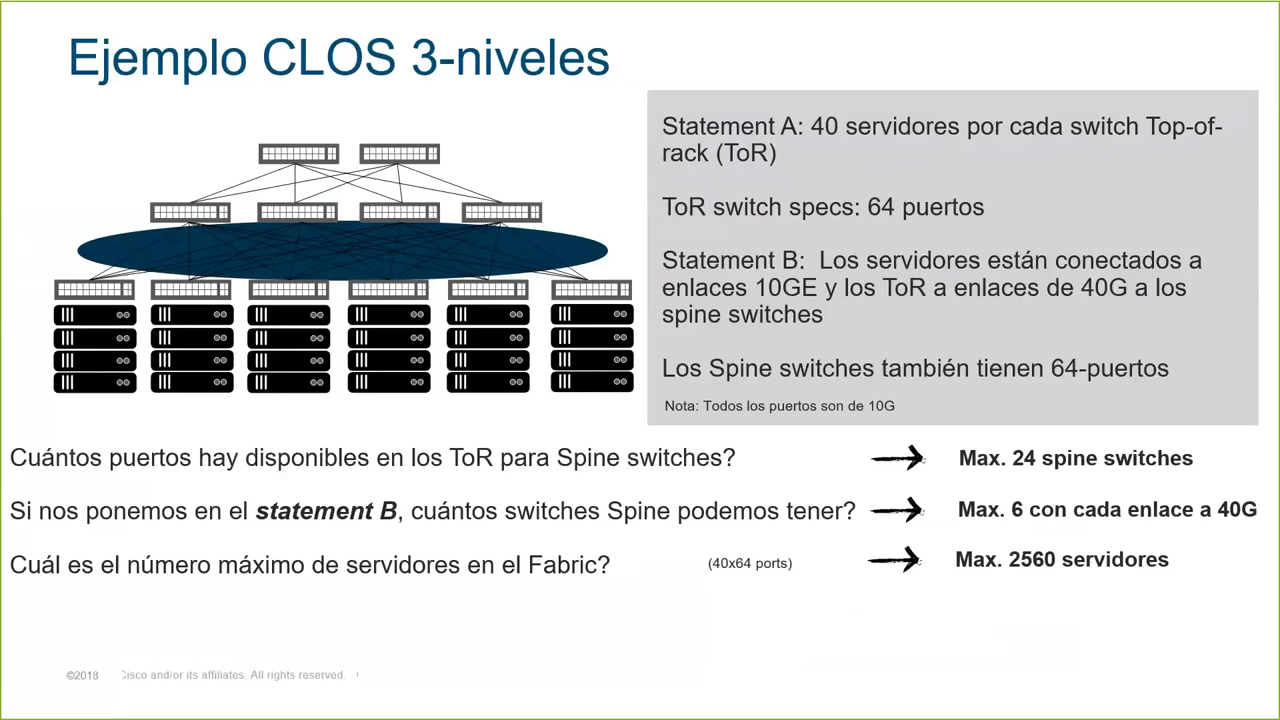 Ejemplo CLOS 3-niveles
Statement A: 40 servidores por cada switch Top-of-
rack (ToR)
ToR switch specs: 64 puertos
Statement B:  Los servidores están conectados a
enlaces 10GE y los ToR a enlaces de 40G a los
spine switches
Los Spine switches también tienen 64-puertos
Nota: Todos los puertos son de 10G
Cuántos puertos hay disponibles en los ToR para Spine switches?
Max. 24 spine switches
Si nos ponemos en el statement B, cuántos switches Spine podemos tener?
Max. 6 con cada enlace a 40G
Cuál es el número máximo de servidores en el Fabric?
(40x64 ports)
Max. 2560 servidores
©2018 Cisco and/or its affiliates. All rights reserved.